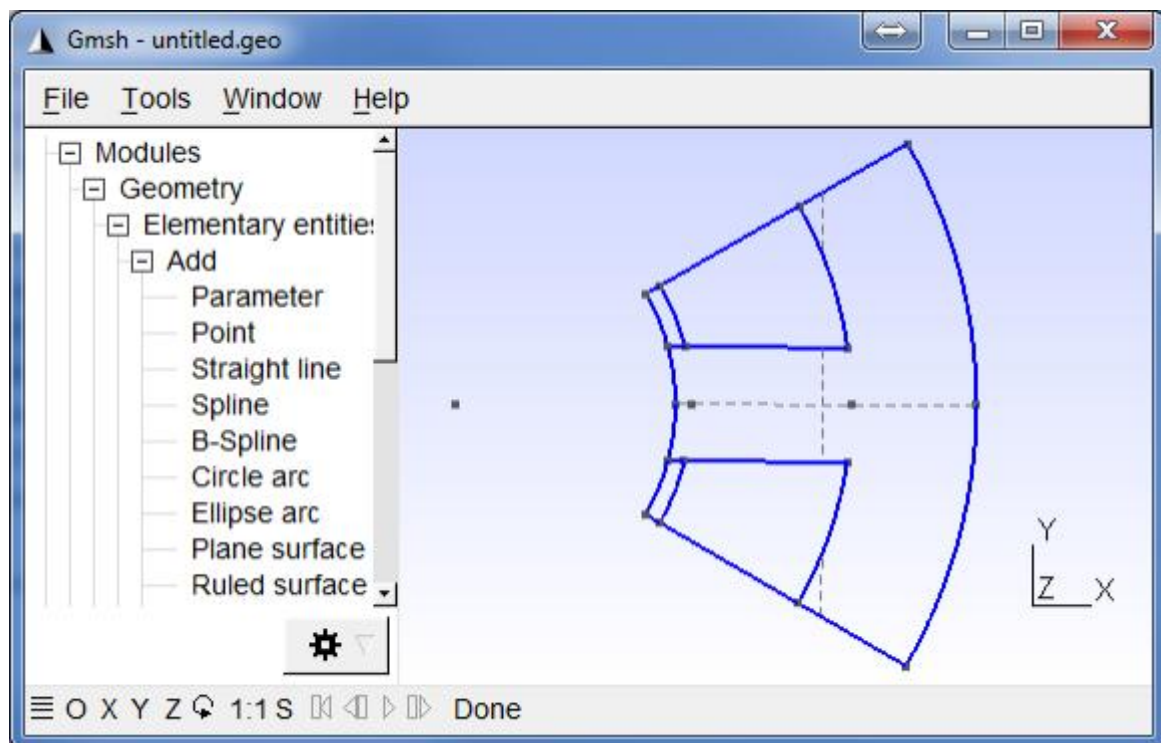 Gmsh - untitled.geo
File Tools Window Help
Modules
Geometry
Elementary entities
Add
Parameter
Point
Straight line
Spline
B-Spline
Circle arc
Ellipse arc
Plane surface
Ruled surface
Y
Z X
O X Y Z 1:1 S Done